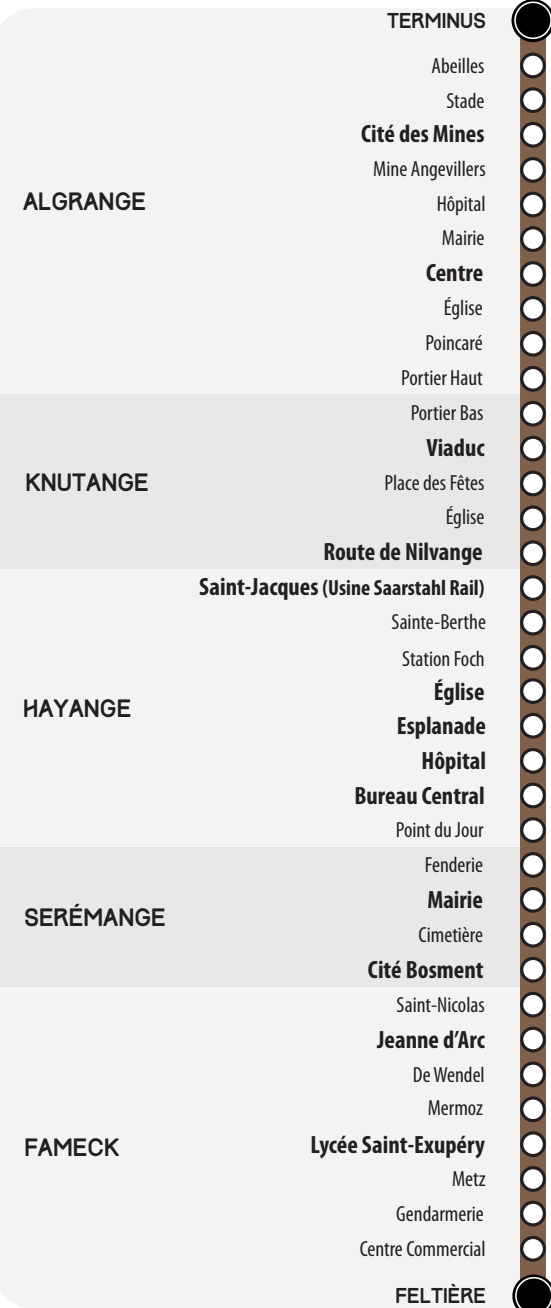 TERMINUS
Abeilles
Stade
Cité des Mines
Mine Angevillers
ALGRANGE
Hôpital
Mairie
Centre
Église
Poincaré
Portier Haut
Portier Bas
Viaduc
KNUTANGE
Place des Fêtes
Église
Route de Nilvange
Saint-Jacques (Usine Saarstahl Rail)
Sainte-Berthe
Station Foch
Église
HAYANGE
Esplanade
Hôpital
Bureau Central
Point du Jour
Fenderie
Mairie
SERÉMANGE
Cimetière
Cité Bosment
Saint-Nicolas
Jeanne d’Arc
De Wendel
Mermoz
FAMECK
Lycée Saint-Exupéry
Metz
Gendarmerie
Centre Commercial
FELTIÈRE